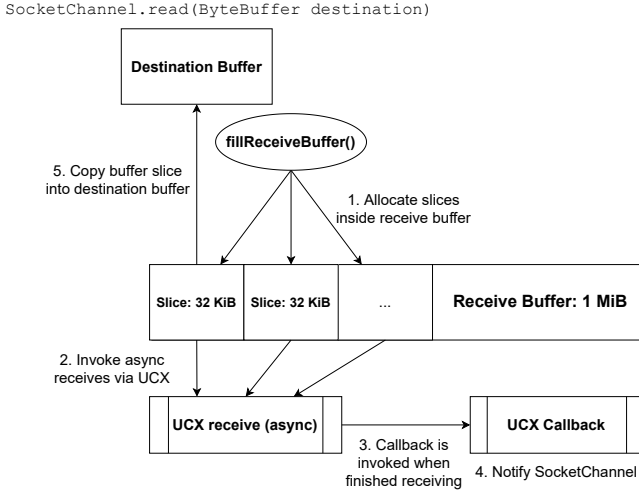 SocketChannel.read(ByteBuffer destination)
Destination Buffer
fillReceiveBuffer()
5. Copy buffer slice
into destination buffer
1. Allocate slices
inside receive buffer
Slice: 32 KiB
Slice: 32 KiB
...
Receive Buffer: 1 MiB
2. Invoke async
receives via UCX
UCX receive (async)
UCX Callback
3. Callback is
invoked when
finished receiving
4. Notify SocketChannel